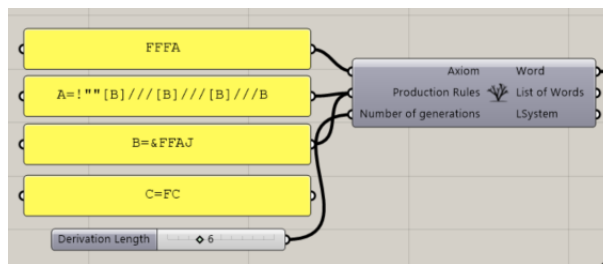 FFFA
A=!""[B]///[B]///[B]///B
B=&FFAJ
C=FC
Derivation Length 6
Axiom Word
Production Rules List of Words
Number of generations LSystem